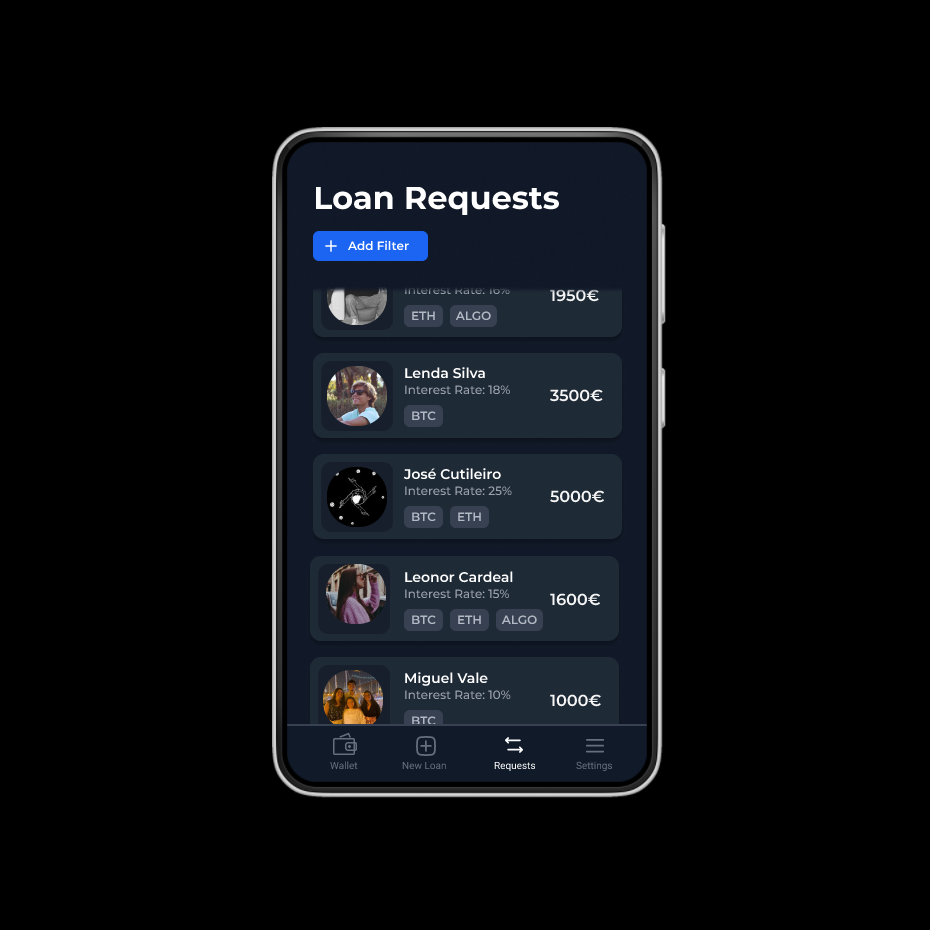 Loan Requests
Add Filter
Interest Rate: 16%
1950€
ETH ALGO
Lenda Silva
Interest Rate: 18%
3500€
BTC
José Cutileiro
Interest Rate: 25%
5000€
BTC ETH
Leonor Cardeal
Interest Rate: 15%
1600€
BTC ETH ALGO
Miguel Vale
Interest Rate: 10%
1000€
BTC
Wallet New Loan Requests Settings